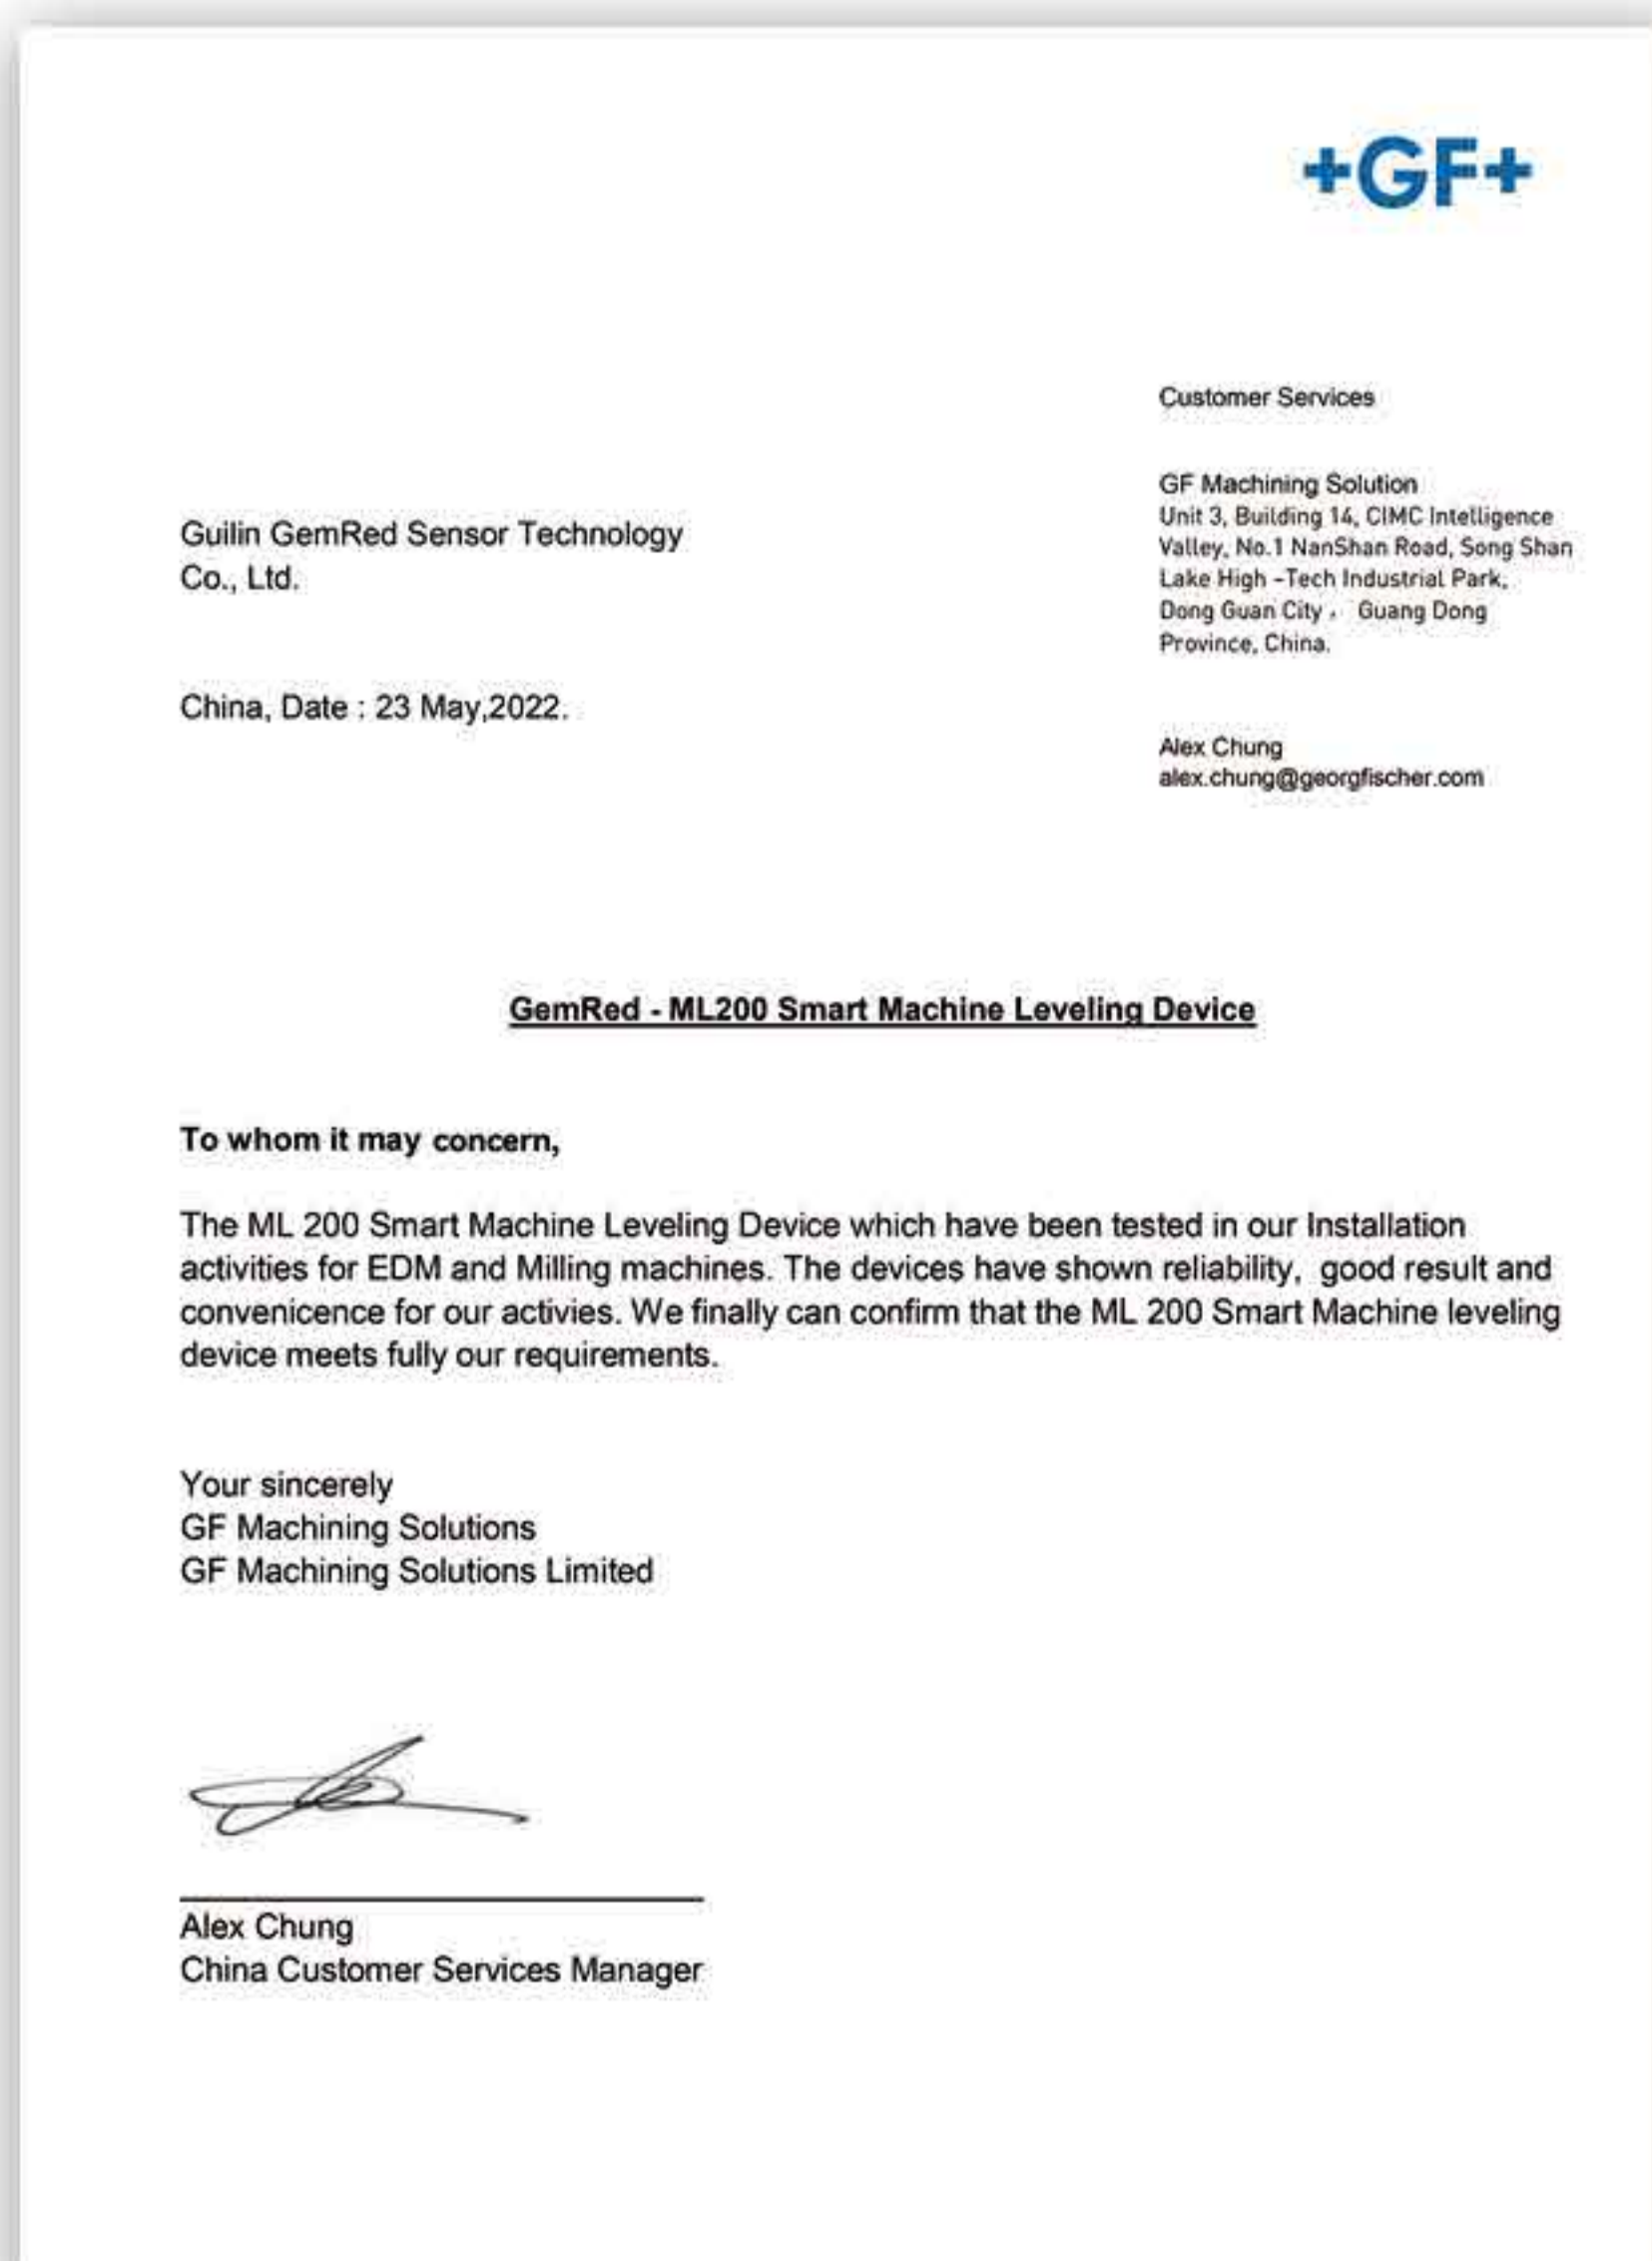 +GF+
Customer Services
GF Machining Solution
Unit 3, Building 14, CIMC Intelligence
Valley, No.1 NanShan Road, Song Shan
Lake High -Tech Industrial Park,
Dong Guan City , Guang Dong
Province, China.
Guilin GemRed Sensor Technology
Co., Ltd.
China, Date : 23 May,2022.
Alex Chung
alex.chung@georgfischer.com
GemRed - ML200 Smart Machine Leveling Device
To whom it may concern,
The ML 200 Smart Machine Leveling Device which have been tested in our Installation
activities for EDM and Milling machines. The devices have shown reliability, good result and
convenicence for our activies. We finally can confirm that the ML 200 Smart Machine leveling
device meets fully our requirements.
Your sincerely
GF Machining Solutions
GF Machining Solutions Limited
Alex Chung
China Customer Services Manager